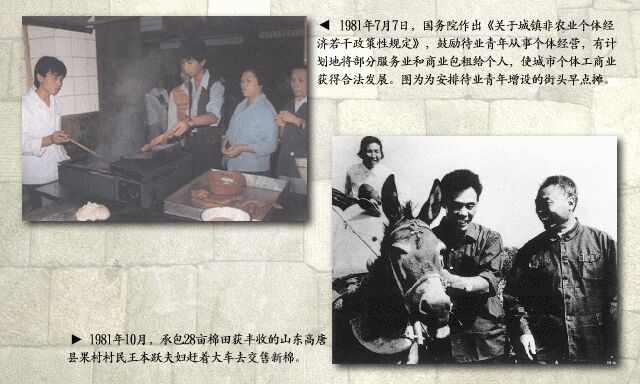 ◀ 1981年7月7日，国务院作出《关于城镇非农业个体经
济若干政策性规定》，鼓励待业青年从事个体经营，有计
划地将部分服务业和商业包租给个人，使城市个体工商业
获得合法发展。图为为安排待业青年增设的街头早点摊。
▶ 1981年10月，承包28亩棉田获丰收的山东高唐
县果村村民王本跃夫妇赶着大车去交售新棉。